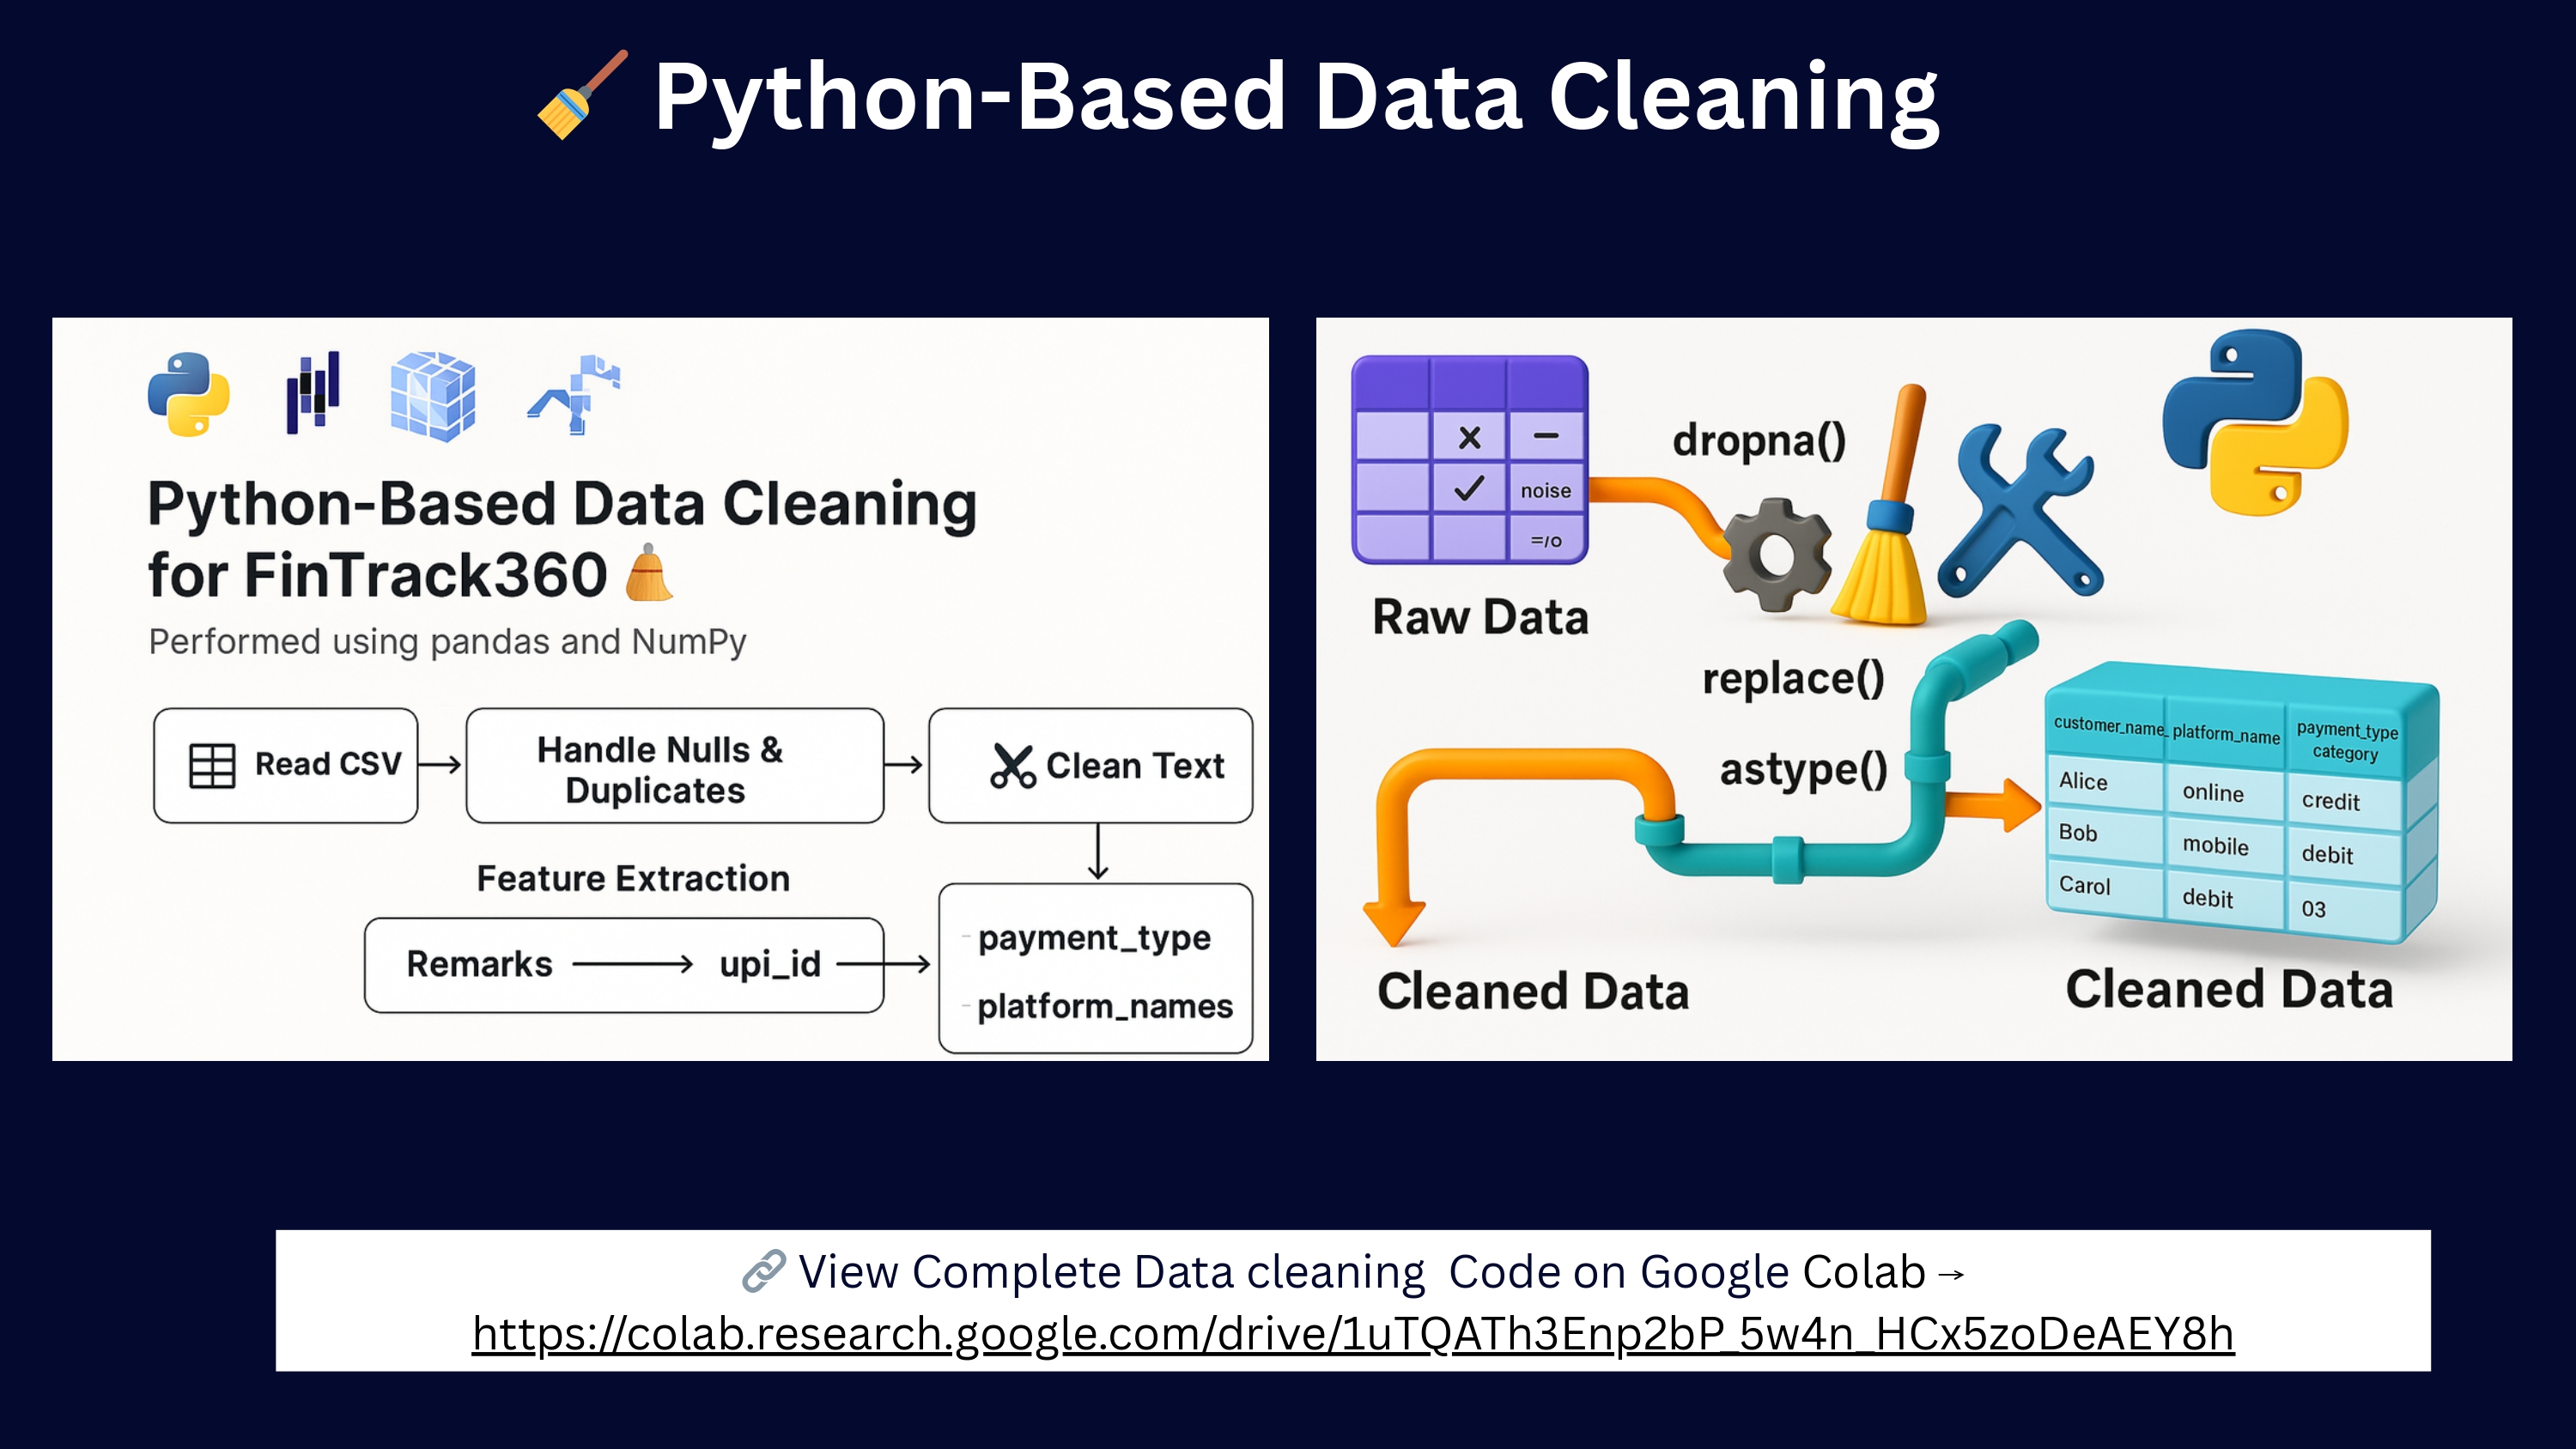 Python-Based Data Cleaning
Python-Based Data Cleaning
for FinTrack360
Performed using pandas and NumPy
Read CSV
Handle Nulls &
Duplicates
Clean Text
Feature Extraction
Remarks
upi_id
- payment_type
- platform_names
noise
=/o
Raw Data
dropna()
replace()
astype()
Cleaned Data
customer_name_ platform_name payment_type
category
Alice online credit
Bob mobile debit
Carol debit 03
Cleaned Data
View Complete Data cleaning Code on Google Colab →
https://colab.research.google.com/drive/1uTQATh3Enp2bP_5w4n_HCx5zoDeAEY8h